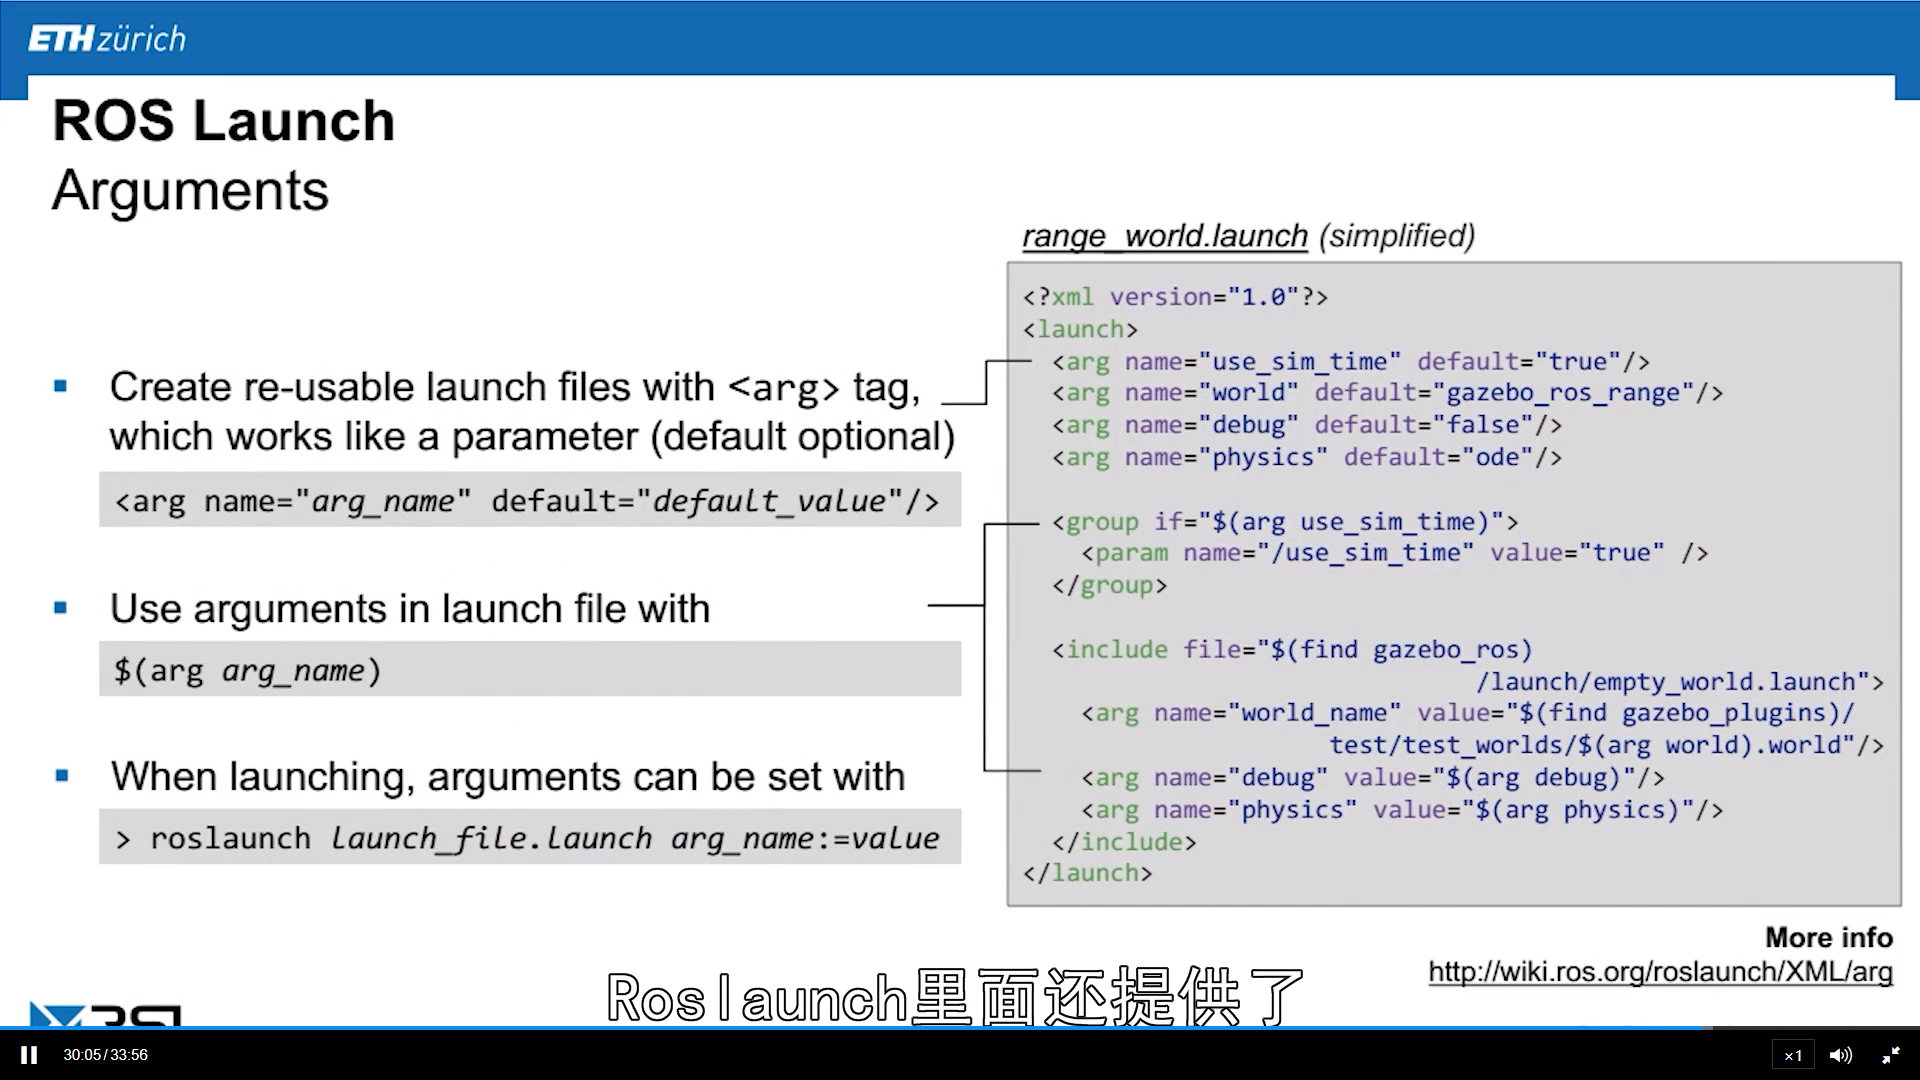 ETH zürich
ROS Launch
Arguments
range_world.launch (simplified)
Create re-usable launch files with <arg> tag,
which works like a parameter (default optional)
<arg name="arg_name" default="default_value"/>
Use arguments in launch file with
$(arg arg_name)
When launching, arguments can be set with
> roslaunch launch_file.launch arg_name:=value
<?xml version="1.0"?>
<launch>
<arg name="use_sim_time" default="true"/>
<arg name="world" default="gazebo_ros_range"/>
<arg name="debug" default="false"/>
<arg name="physics" default="ode"/>
<group if="$(arg use_sim_time)">
<param name="/use_sim_time" value="true" />
</group>
<include file="$(find gazebo_ros)
/launch/empty_world.launch">
<arg name="world_name" value="$(find gazebo_plugins)/
test/test_worlds/$(arg world).world"/>
<arg name="debug" value="$(arg debug)"/>
<arg name="physics" value="$(arg physics)"/>
</include>
</launch>
More info
http://wiki.ros.org/roslaunch/XML/arg
Roslaunch里面还提供了
30:05/33:56
×1